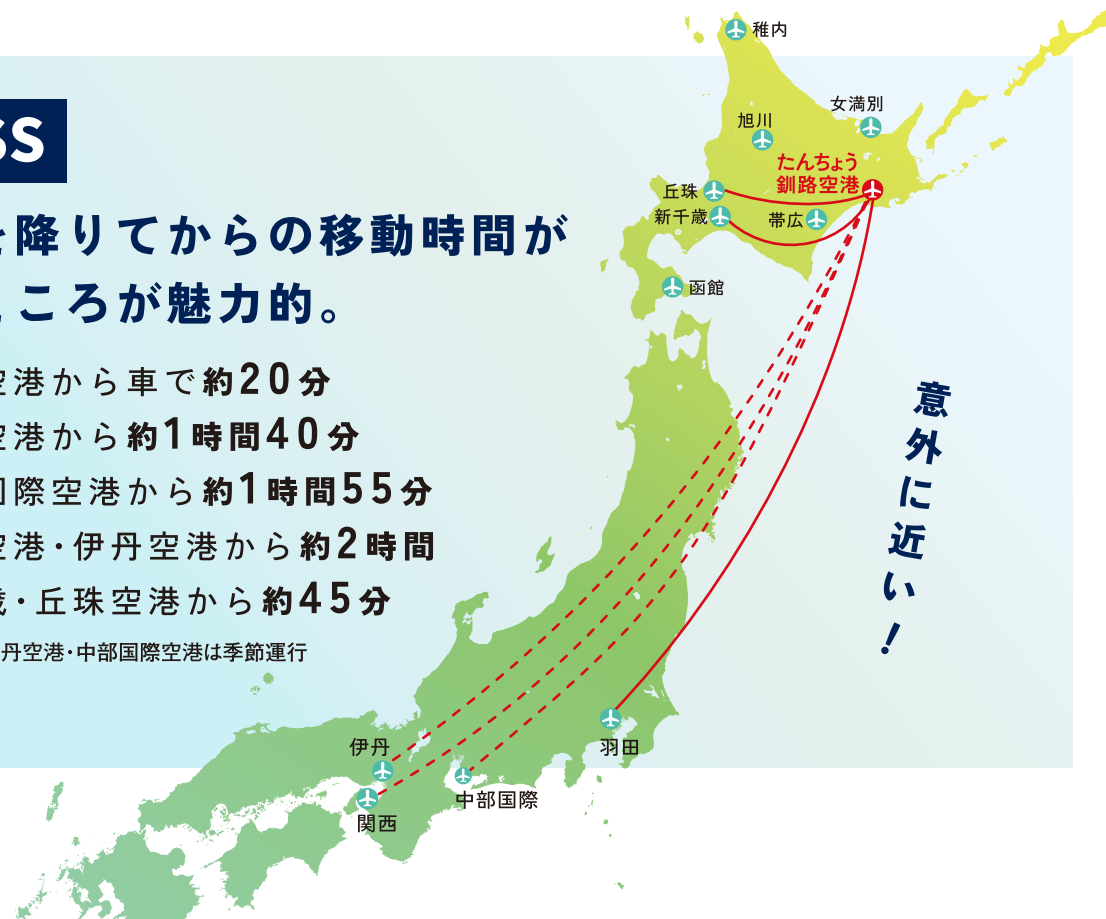 SS
を降りてからの移動時間が
ころが魅力的。
空港から車で約20分
空港から約1時間40分
国際空港から約1時間55分
空港・伊丹空港から約2時間
歳・丘珠空港から約45分
丹空港・中部国際空港は季節運行
稚内
女満別
旭川
たんちょう
釧路空港
丘珠
新千歳
帯広
函館
意外に近い！
伊丹
羽田
中部国際
関西